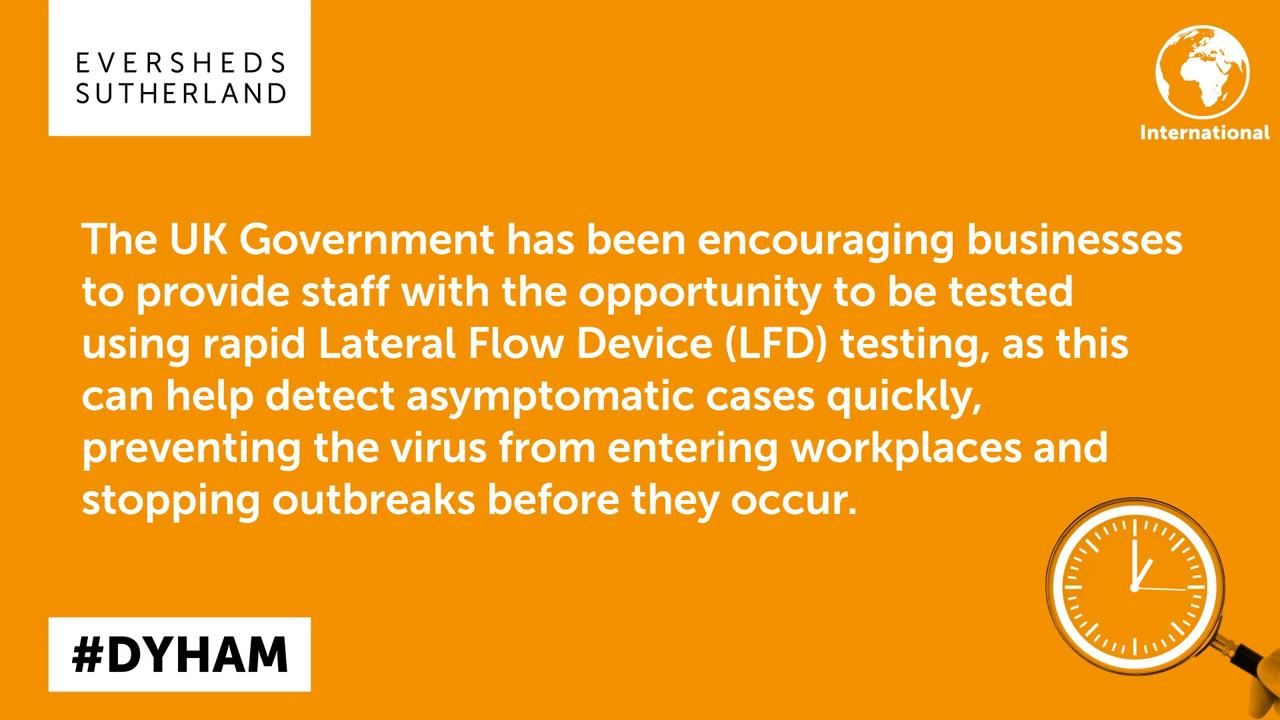 EVERSHEDS
SUTHERLAND
International
The UK Government has been encouraging businesses
to provide staff with the opportunity to be tested
using rapid Lateral Flow Device (LFD) testing, as this
can help detect asymptomatic cases quickly,
preventing the virus from entering workplaces and
stopping outbreaks before they occur.
#DYHAM